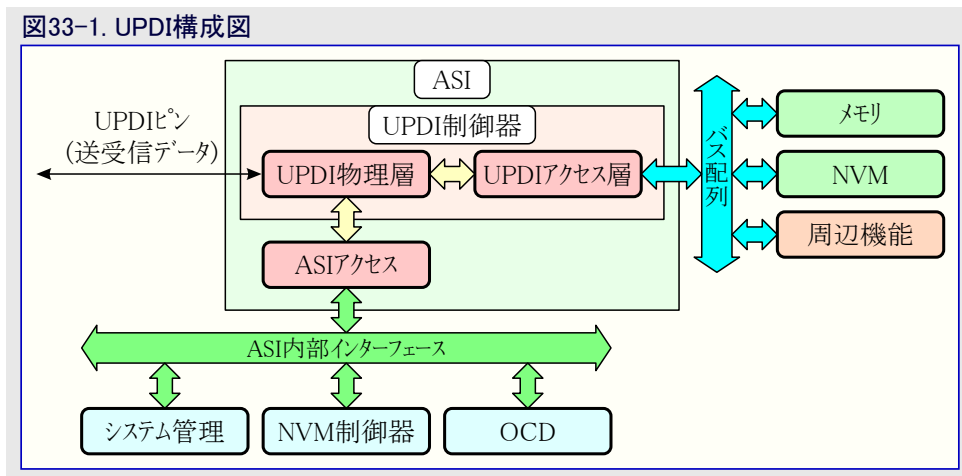 図33-1. UPDI構成図
ASI
UPDI制御器
UPDIﾋﾟﾝ
(送受信ﾃﾞｰﾀ)
UPDI物理層
UPDIｱｸｾｽ層
ASIｱｸｾｽ
バス配列
ﾒﾓﾘ
NVM
周辺機能
ASI内部ｲﾝﾀｰﾌｪｰｽ
ｼｽﾃﾑ管理
NVM制御器
OCD